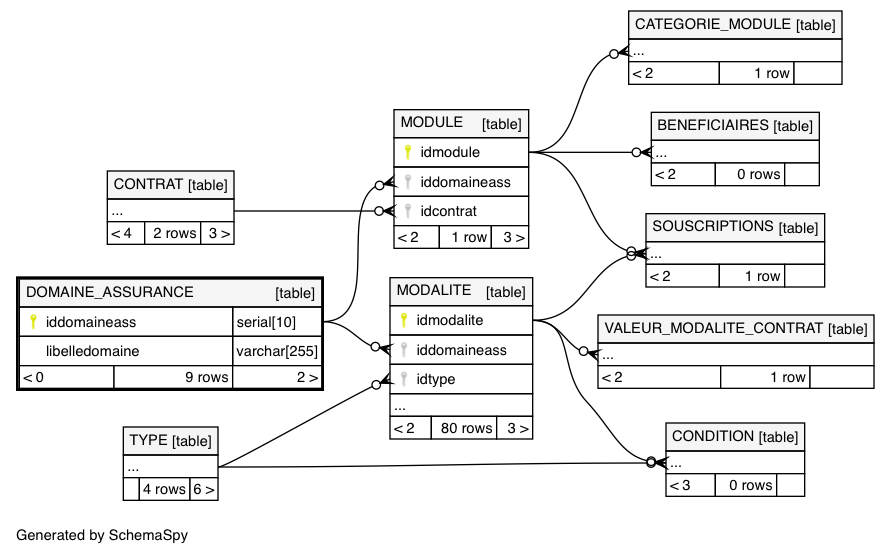 CATEGORIE_MODULE [table]
...
< 2 1 row
MODULE [table]
idmodule
iddomaineass
idcontrat
< 2 1 row 3 >
BENEFICIAIRES [table]
...
< 2 0 rows
CONTRAT [table]
...
< 4 2 rows 3 >
SOUSCRIPTIONS [table]
...
< 2 1 row
DOMAINE_ASSURANCE [table]
iddomaineass serial[10]
libelledomaine varchar[255]
< 0 9 rows 2 >
MODALITE [table]
idmodalite
iddomaineass
idtype
...
< 2 80 rows 3 >
VALEUR_MODALITE_CONTRAT [table]
...
< 2 1 row
TYPE [table]
...
4 rows 6 >
CONDITION [table]
...
< 3 0 rows
Generated by SchemaSpy